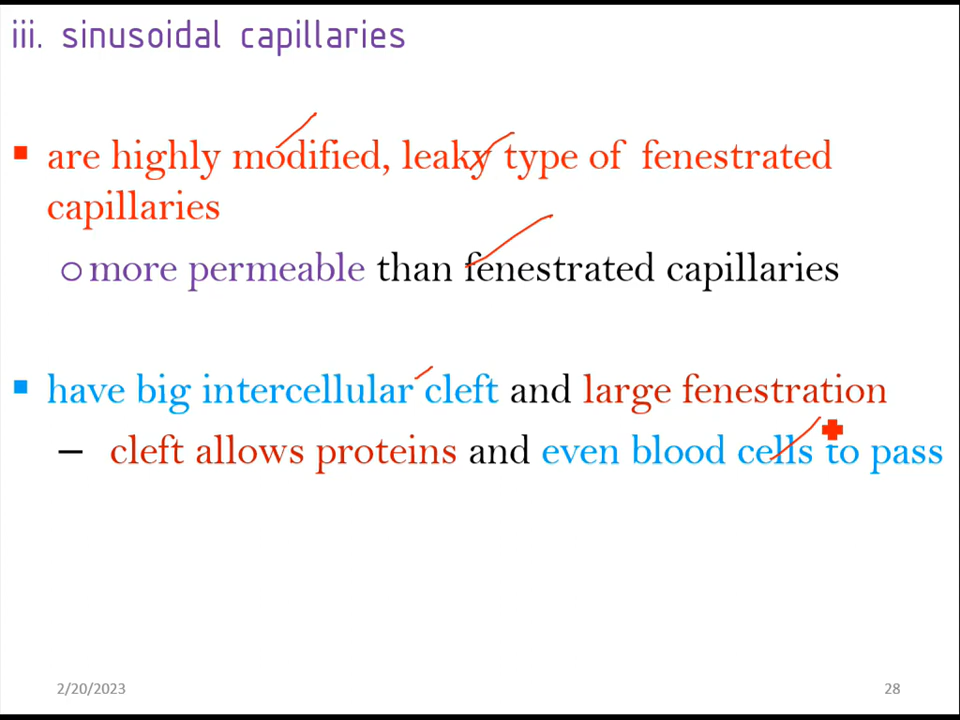 iii. sinusoidal capillaries
▪ are highly modified, leaky type of fenestrated
capillaries
○ more permeable than fenestrated capillaries
▪ have big intercellular cleft and large fenestration
– cleft allows proteins and even blood cells to pass
2/20/2023
28